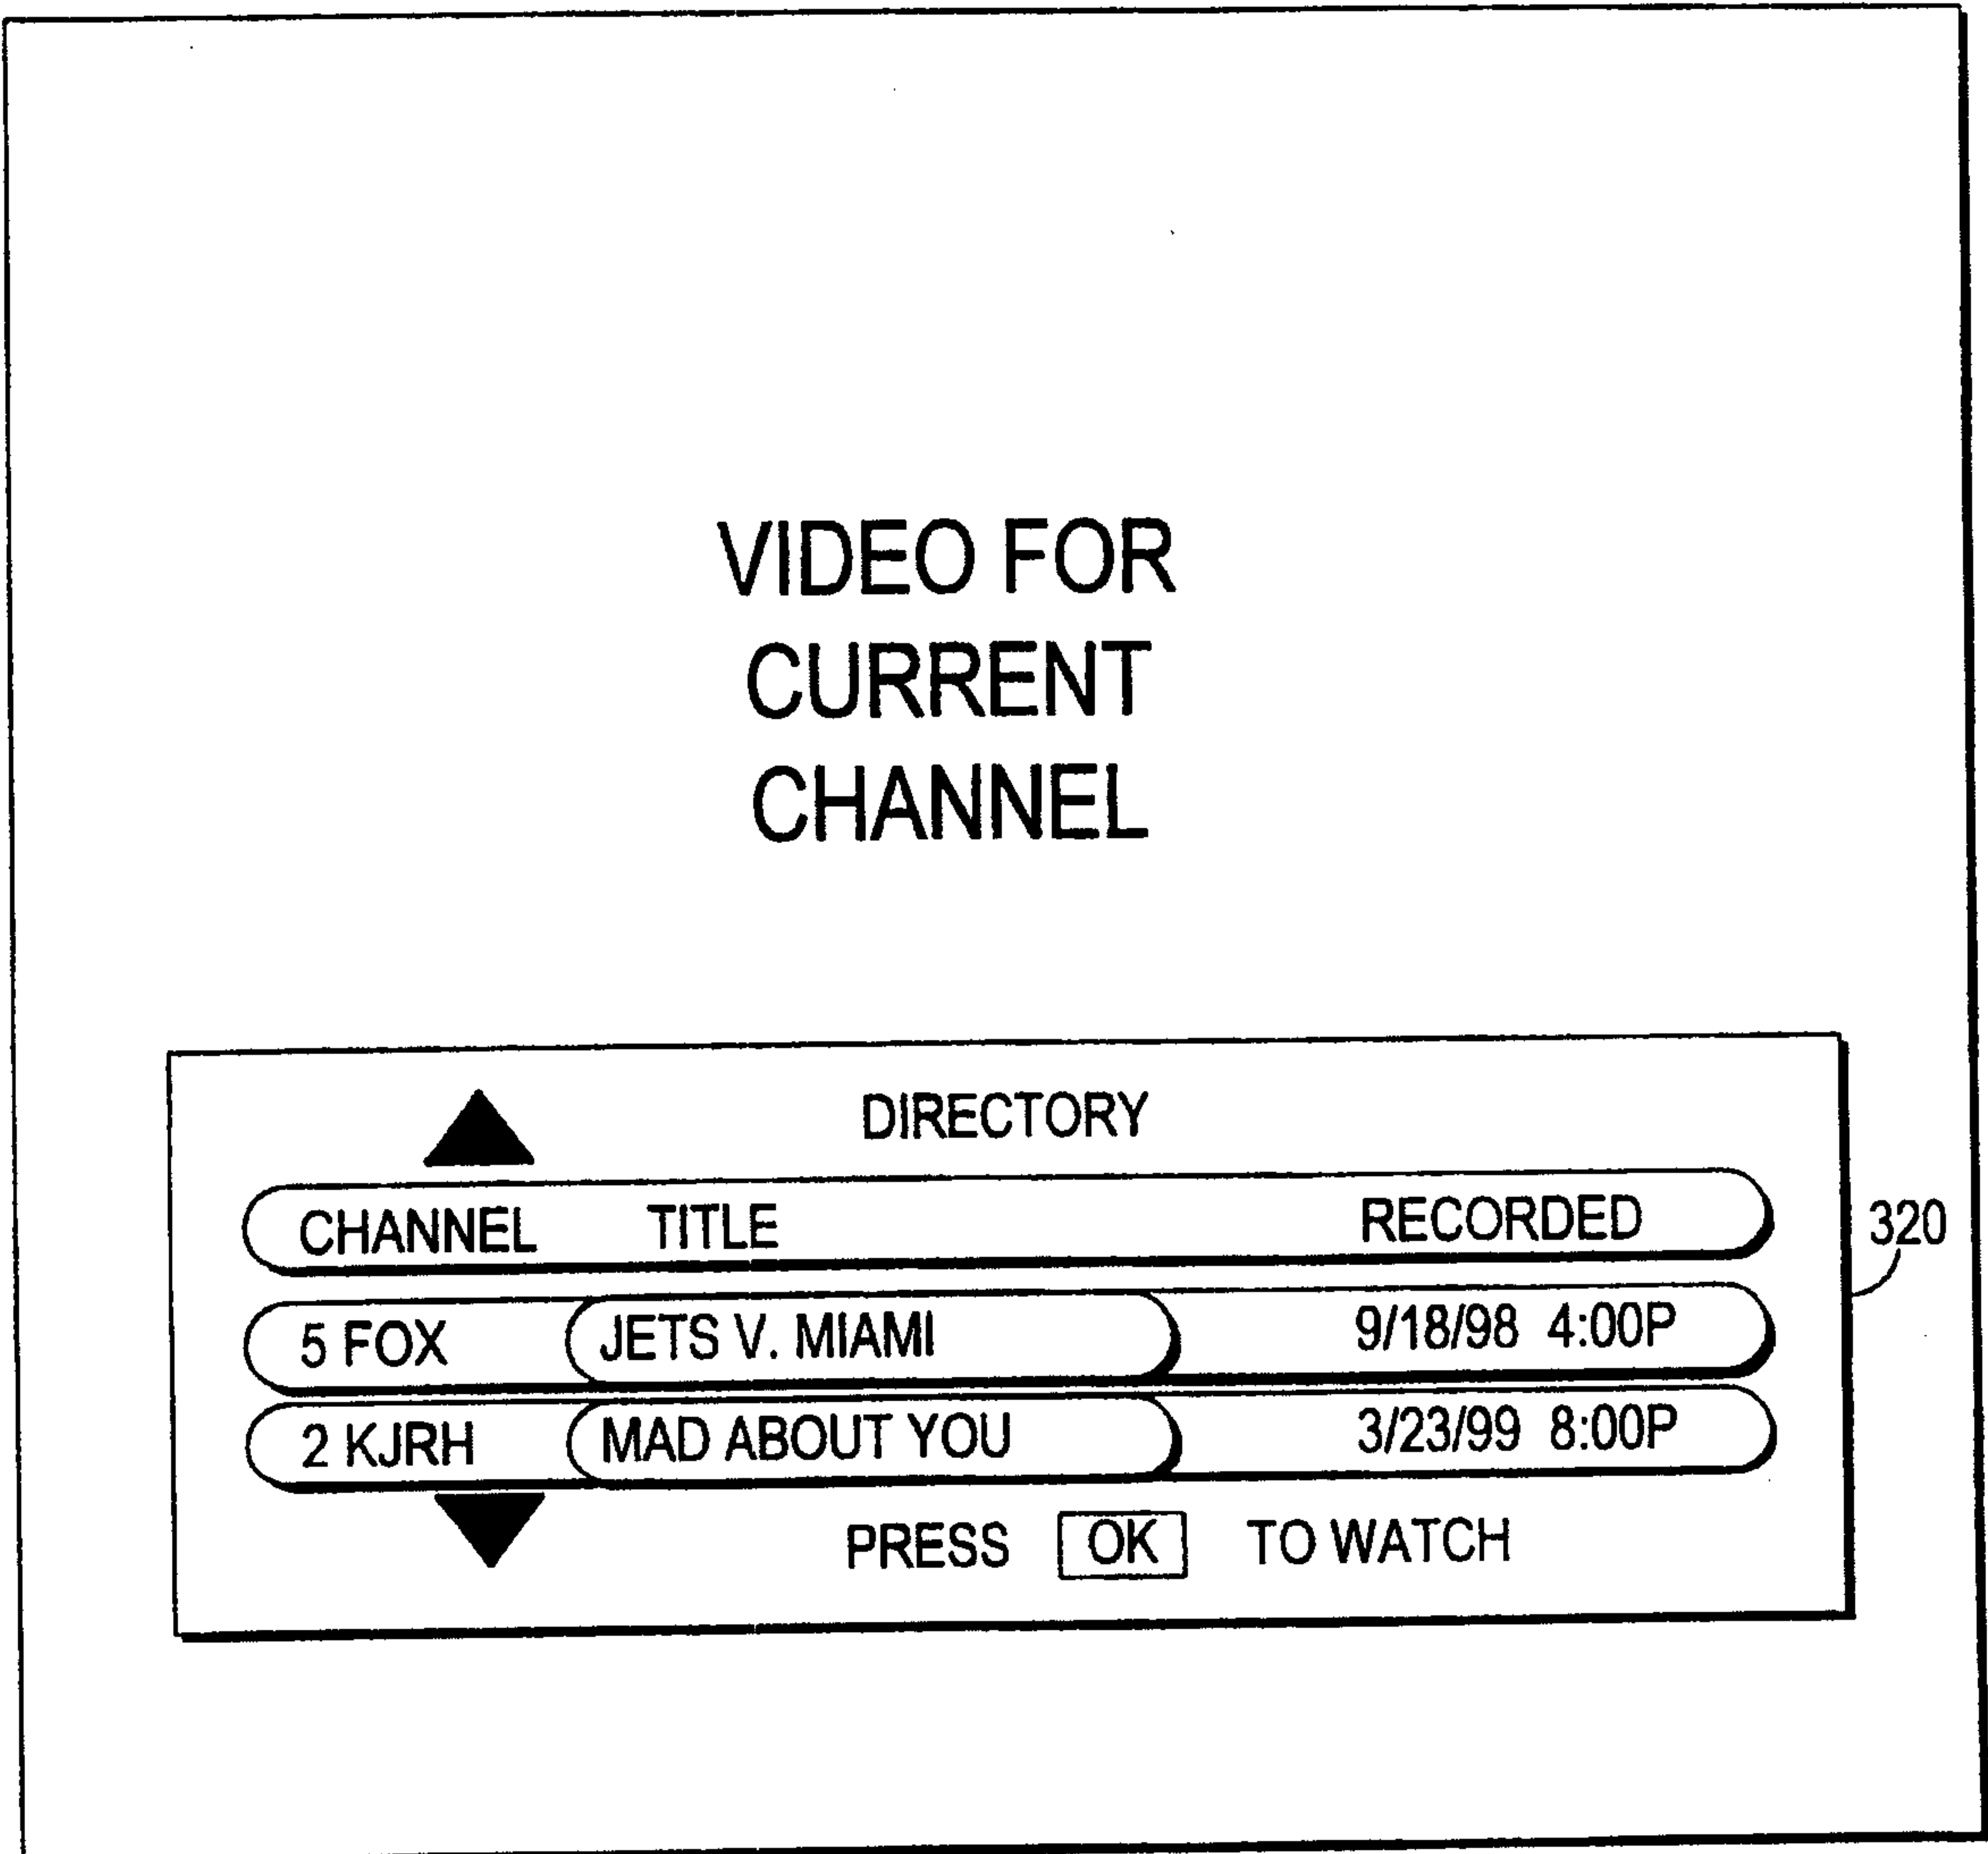 VIDEO FOR
CURRENT
CHANNEL
DIRECTORY
CHANNEL TITLE RECORDED
320
5 FOX JETS V. MIAMI 9/18/98 4:00P
2 KJRH MAD ABOUT YOU 3/23/99 8:00P
PRESS OK TO WATCH